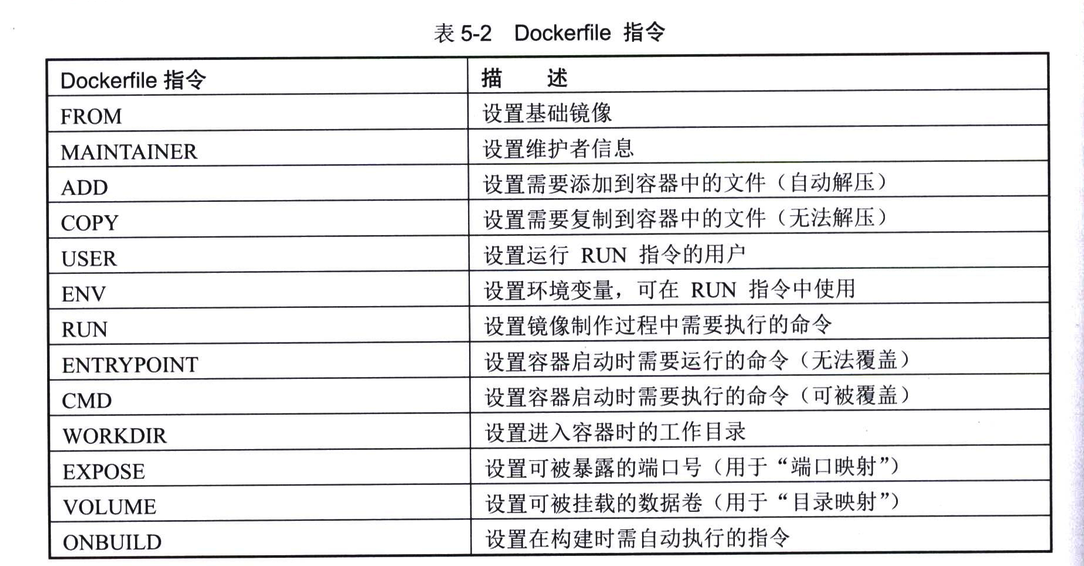 表 5-2 Dockerfile 指令
Dockerfile 指令 描 述
FROM 设置基础镜像
MAINTAINER 设置维护者信息
ADD 设置需要添加到容器中的文件（自动解压）
COPY 设置需要复制到容器中的文件（无法解压）
USER 设置运行 RUN 指令的用户
ENV 设置环境变量，可在 RUN 指令中使用
RUN 设置镜像制作过程中需要执行的命令
ENTRYPOINT 设置容器启动时需要运行的命令（无法覆盖）
CMD 设置容器启动时需要执行的命令（可被覆盖）
WORKDIR 设置进入容器时的工作目录
EXPOSE 设置可被暴露的端口号（用于“端口映射”）
VOLUME 设置可被挂载的数据卷（用于“目录映射”）
ONBUILD 设置在构建时需自动执行的指令